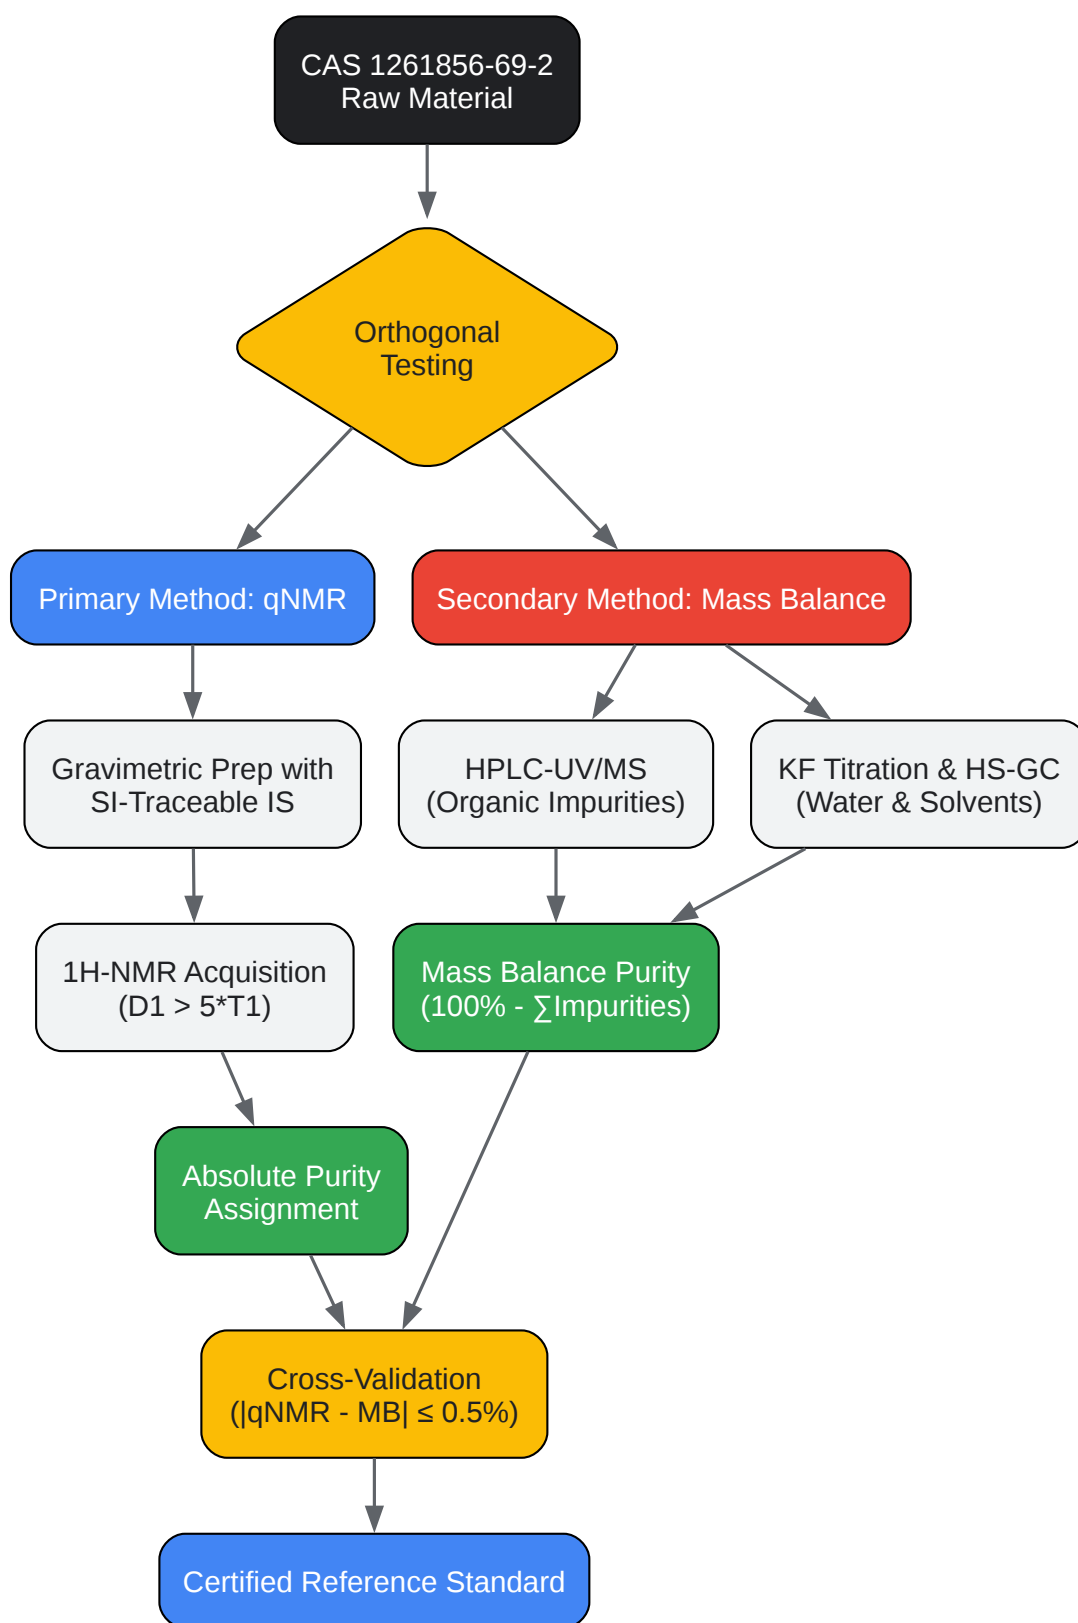 CAS 1261856-69-2
Raw Material
Orthogonal
Testing
Primary Method: qNMR
Secondary Method: Mass Balance
Gravimetric Prep with
SI-Traceable IS
HPLC-UV/MS
(Organic Impurities)
KF Titration & HS-GC
(Water & Solvents)
1H-NMR Acquisition
(D1 > 5*T1)
Mass Balance Purity
(100% - ∑Impurities)
Absolute Purity
Assignment
Cross-Validation
(|qNMR - MB| ≤ 0.5%)
Certified Reference Standard